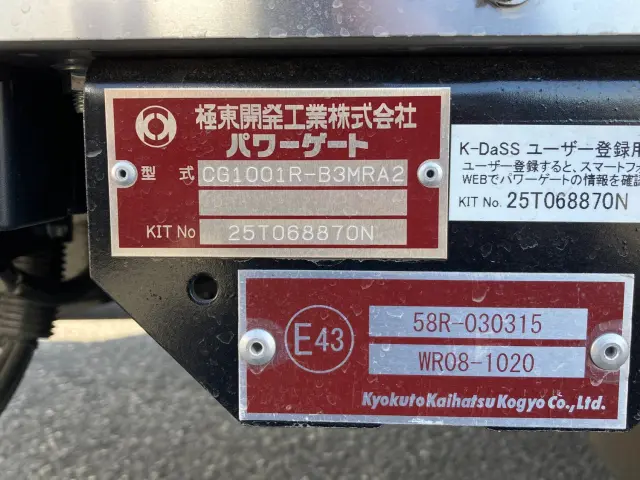 極東開発工業株式会社
パワーゲート
型式 CG1001R-B3MRA2
KIT No 25T068870N
K-DaSS ユーザー登録用
ユーザー登録すると、スマートフォ
WEBでパワーゲートの情報を確認
KIT No. 25T068870N
E43
58R-030315
WR08-1020
Kyokuto Kaihatsu Kogyo Co.,Ltd.